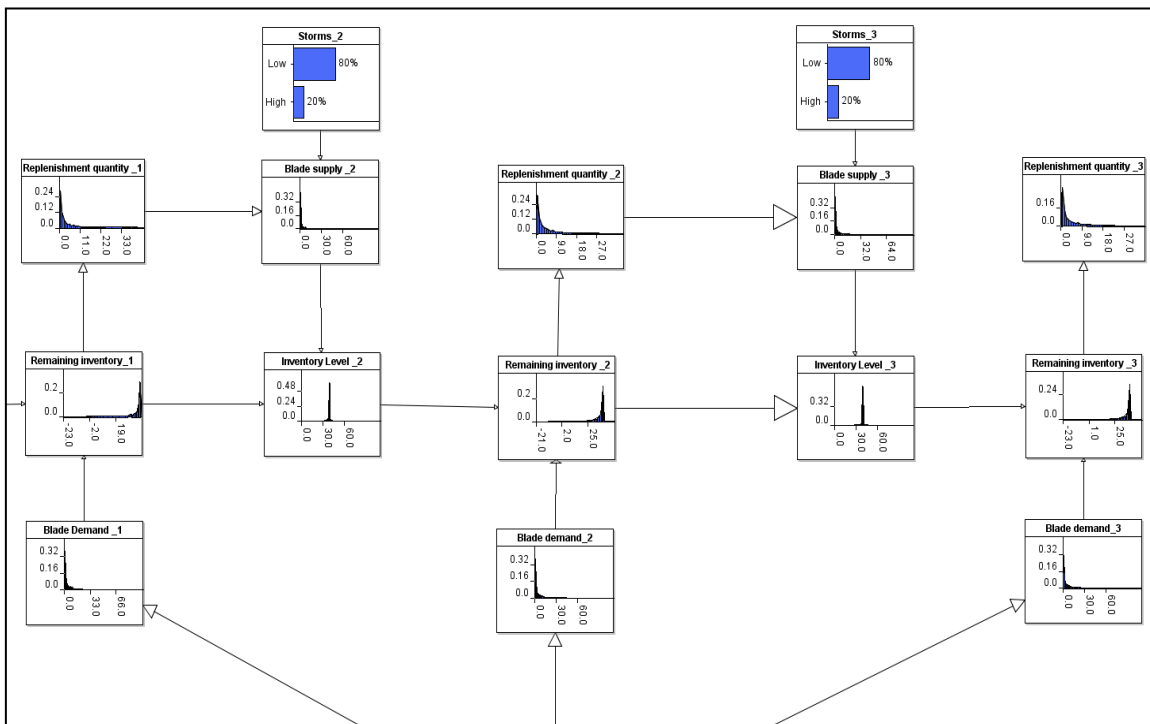 Storms_2
Low 80%
High 20%
Storms_3
Low 80%
High 20%
Replenishment quantity _1
0.24
0.12
0.0
0.0 11.0 22.0 33.0
Blade supply _2
0.32
0.16
0.0
0.0 30.0 60.0
Replenishment quantity _2
0.24
0.12
0.0
0.0 9.0 18.0 27.0
Blade supply _3
0.32
0.16
0.0
0.0 32.0 64.0
Replenishment quantity _3
0.16
0.0
0.0 9.0 18.0 27.0
Remaining inventory_1
0.2
0.0
-23.0 -2.0 19.0
Inventory Level _2
0.48
0.24
0.0
0.0 30.0 60.0
Remaining inventory _2
0.2
0.0
-21.0 2.0 25.0
Inventory Level _3
0.32
0.0
0.0 30.0 60.0
Remaining inventory _3
0.24
0.0
-23.0 1.0 25.0
Blade Demand _1
0.32
0.16
0.0
0.0 33.0 66.0
Blade demand_2
0.32
0.16
0.0
0.0 30.0 60.0
Blade demand_3
0.32
0.16
0.0
0.0 30.0 60.0